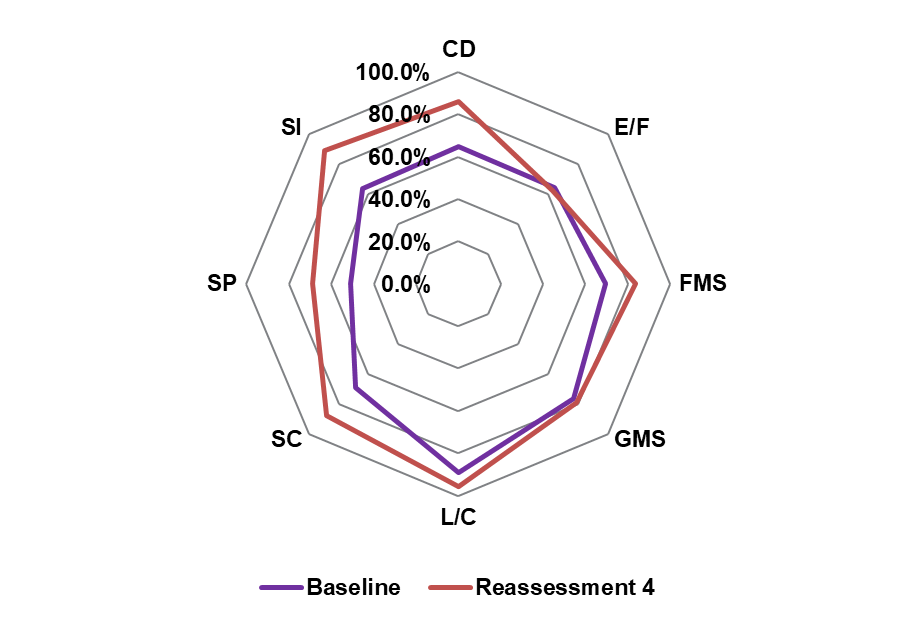 CD
100.0%
80.0%
60.0%
40.0%
20.0%
0.0%
E/F
FMS
GMS
L/C
SC
SP
SI
Baseline
Reassessment 4